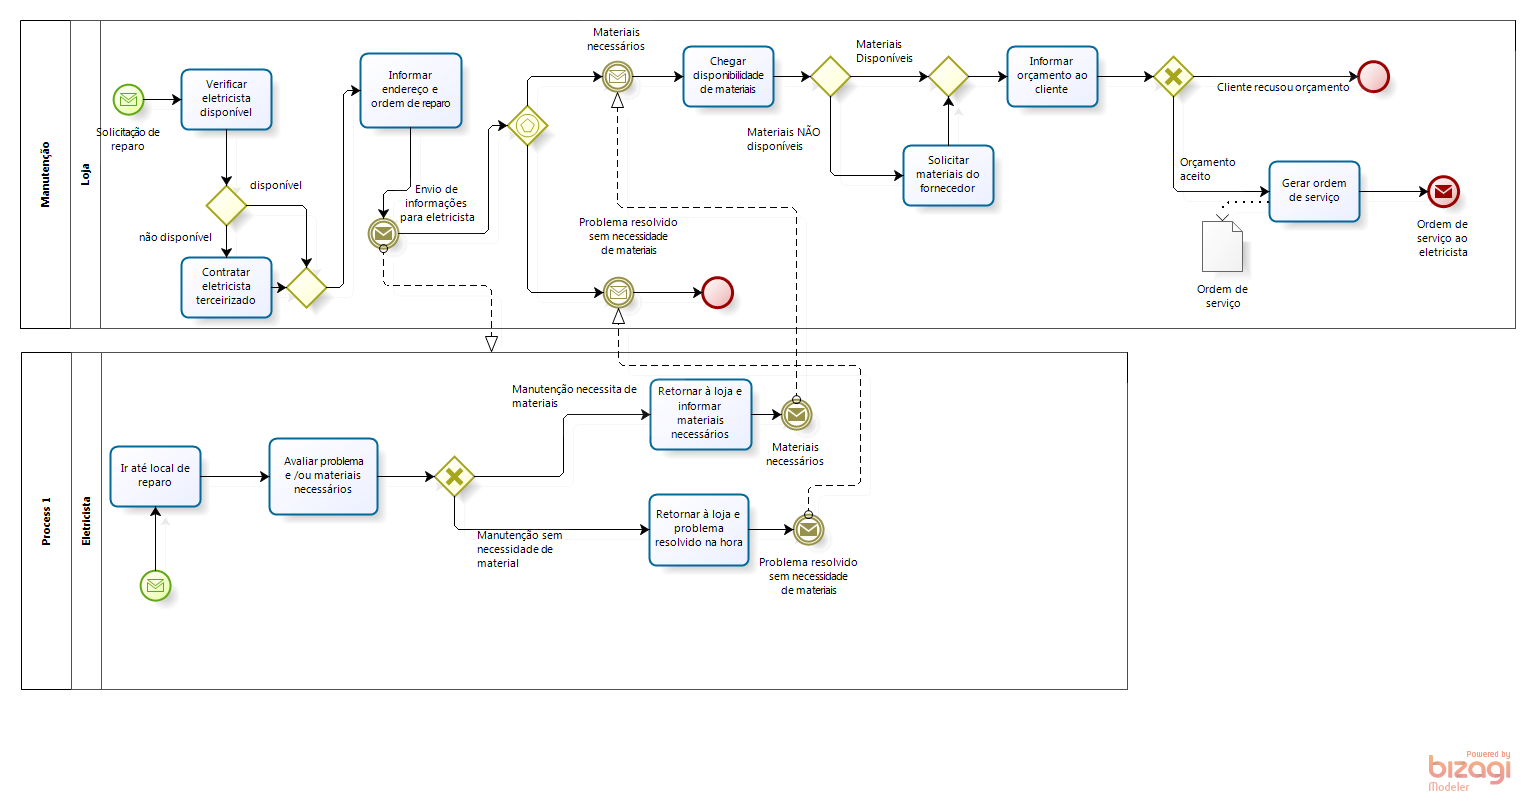 Manutenção
Loja
Solicitação de
reparo
Verificar
eletricista
disponível
disponível
não disponível
Contratar
eletricista
terceirizado
Informar
endereço e
ordem de reparo
Envio de
informações
para eletricista
Materiais
necessários
Problema resolvido
sem necessidade
de materiais
Chegar
disponibilidade
de materiais
Materiais
Disponíveis
Materiais NÃO
disponíveis
Solicitar
materiais do
fornecedor
Informar
orçamento ao
cliente
Cliente recusou orçamento
Orçamento
aceito
Gerar ordem
de serviço
Ordem de
serviço
Ordem de
serviço ao
eletricista
Process 1
Eletricista
Ir até local de
reparo
Avaliar problema
e /ou materiais
necessários
Manutenção necessita de
materiais
Manutenção sem
necessidade de
material
Retornar à loja e
informar
materiais
necessários
Materiais
necessários
Retornar à loja e
problema
resolvido na hora
Problema resolvido
sem necessidade
de materiais
Powered by
bizagi
Modeler